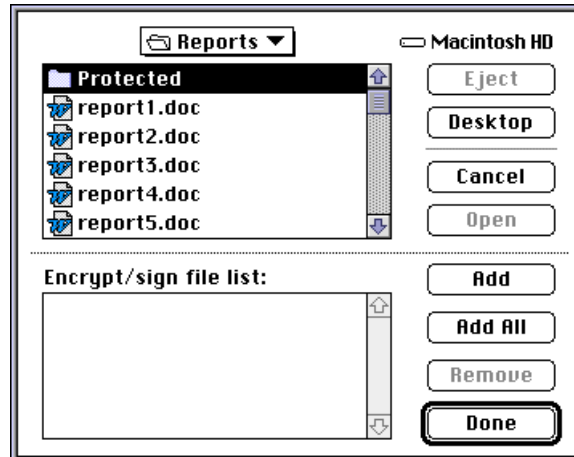 Reports
Macintosh HD
Protected
report1.doc
report2.doc
report3.doc
report4.doc
report5.doc
Eject
Desktop
Cancel
Open
Encrypt/sign file list:
Add
Add All
Remove
Done